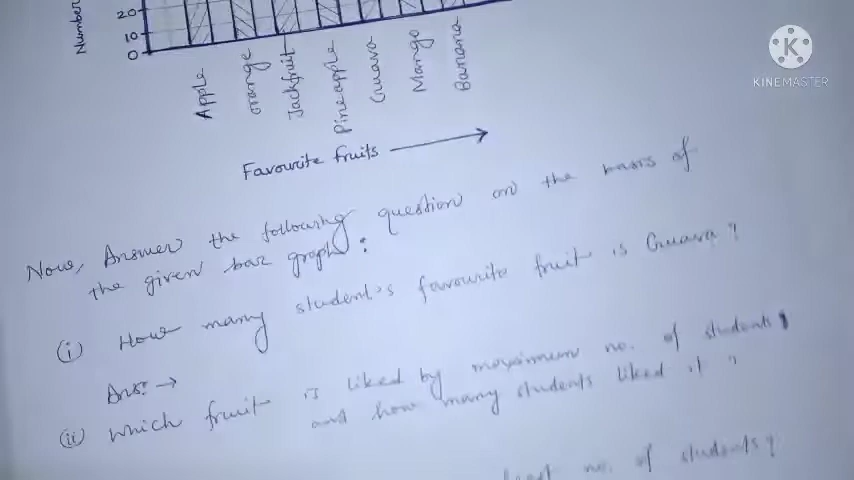 Number
20
10
0
Apple
Orange
Jackfruit
Pineapple
Guava
Mango
Banana
Favourite fruits
KINEMASTER
Now, Answer the following question on the basis of
the given bar graph:
(i) How many student's favourite fruit is Guava?
Ans: →
(ii) Which fruit is liked by maximum no. of students,
and how many students liked it?
least no. of students?